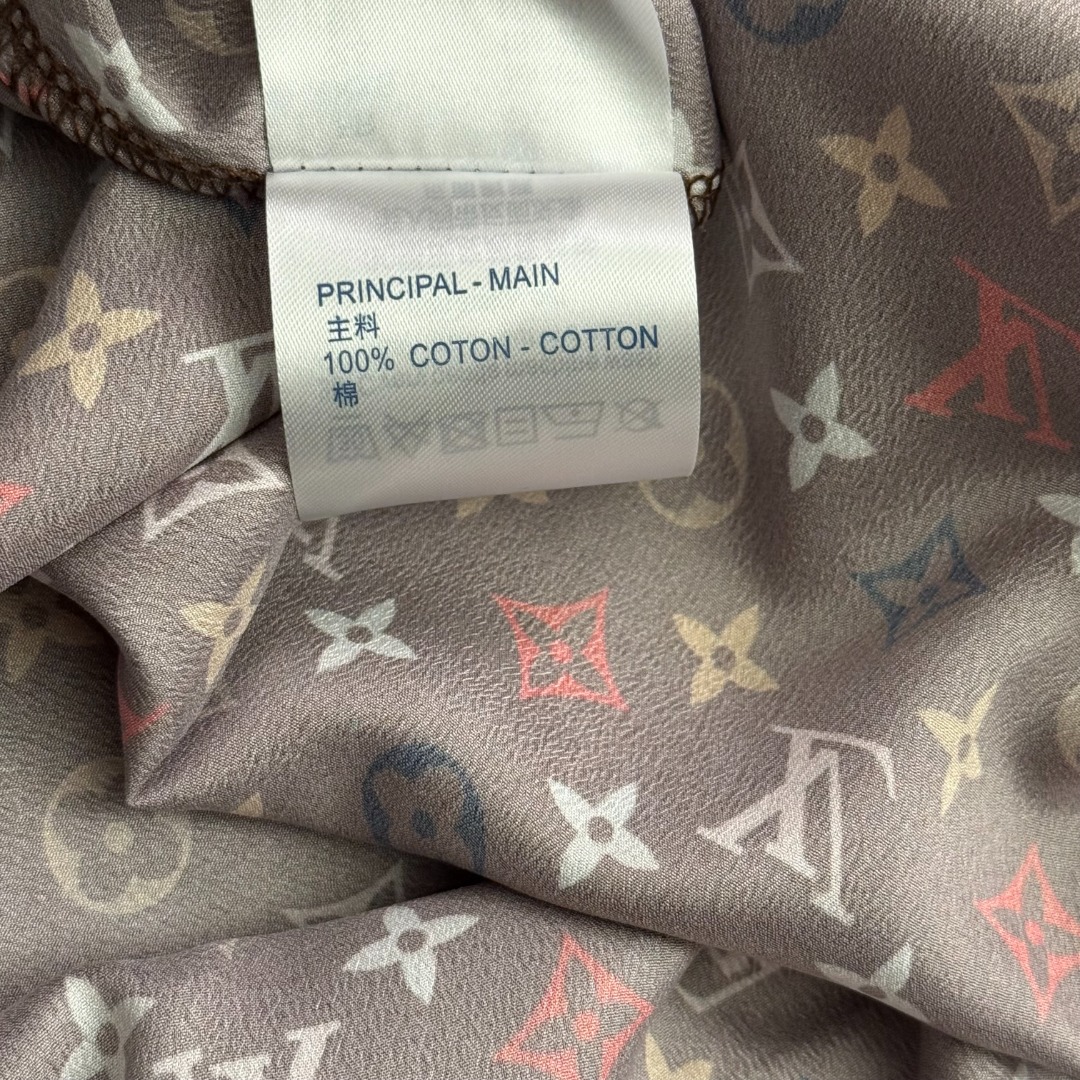 PRINCIPAL - MAIN
主料
100% COTON - COTTON
棉